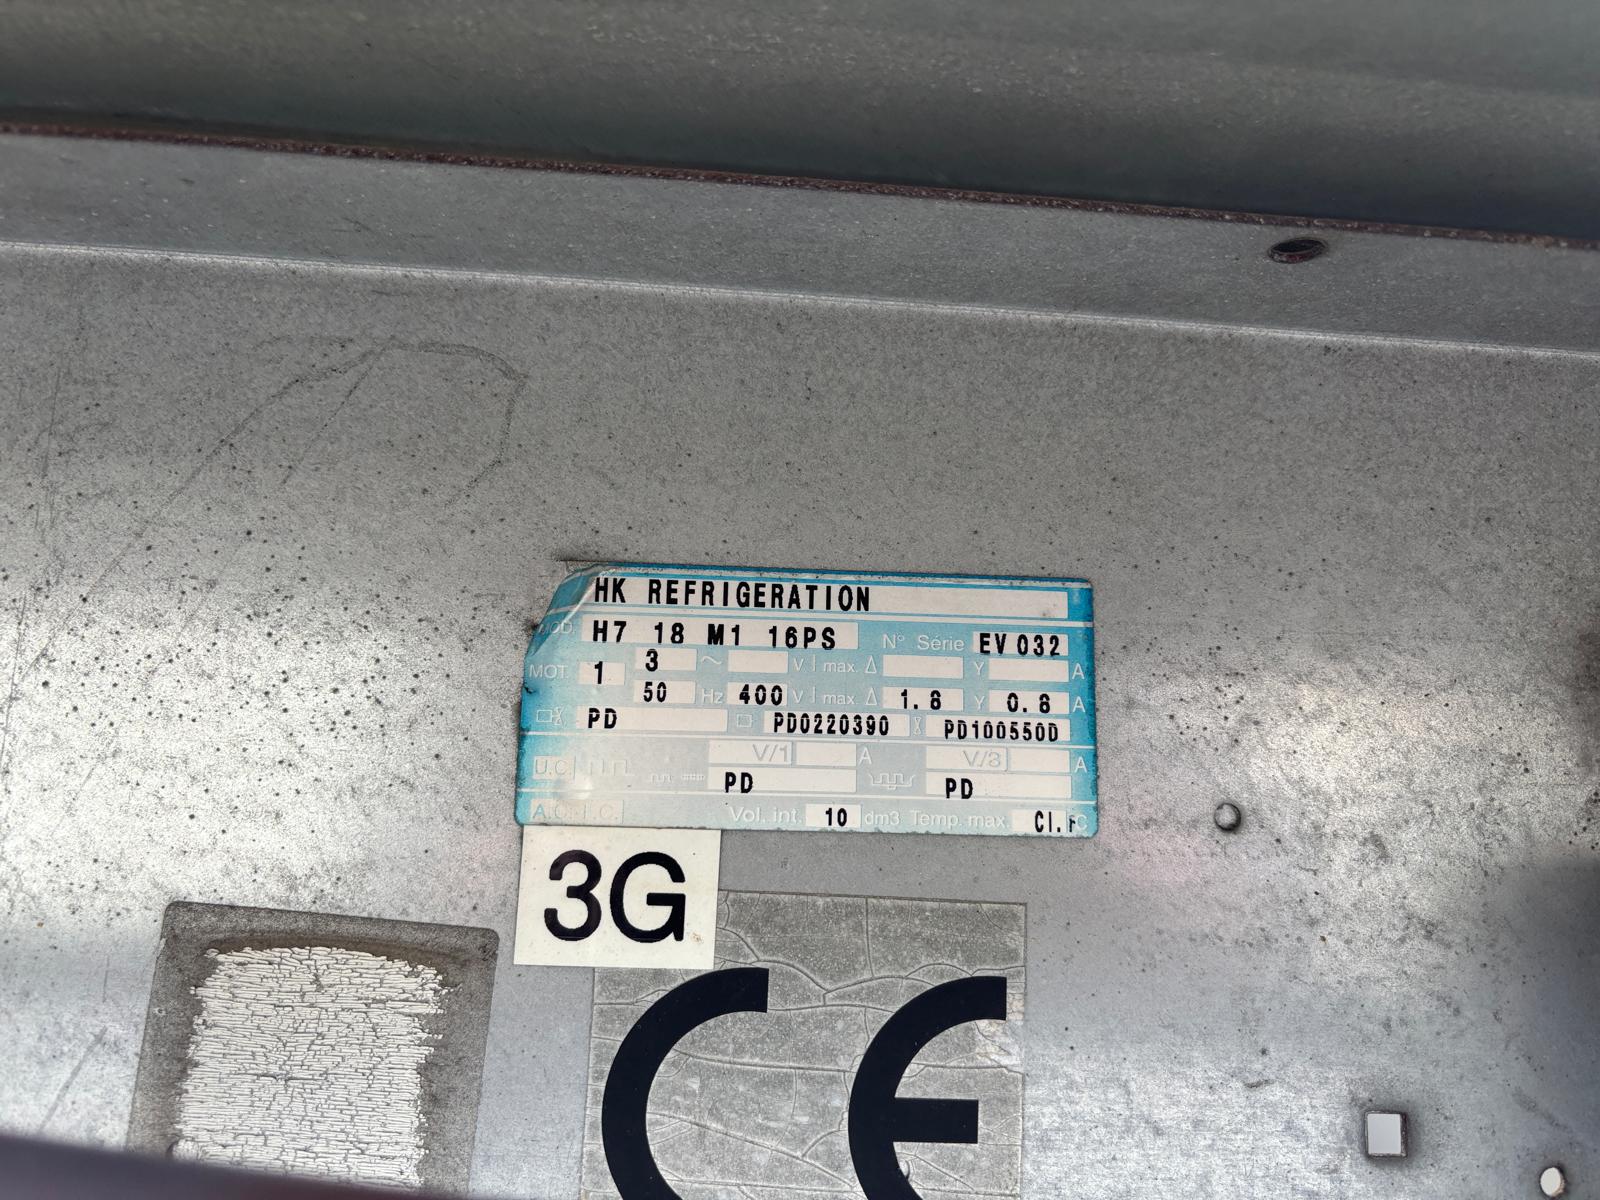 HK REFRIGERATION
MOD. H7 18 M1 16PS N° Série EV 032
MOT. 1 3 ~ V I max. Δ Y A
50 Hz 400 V I max. Δ 1.8 Y 0.8 A
PD PD0220390 PD100550D
V/1 A V/3 A
U.C. PD PD
A.C.I.C. Vol. int. 10 dm3 Temp. max. Cl.F °C
3G
CE